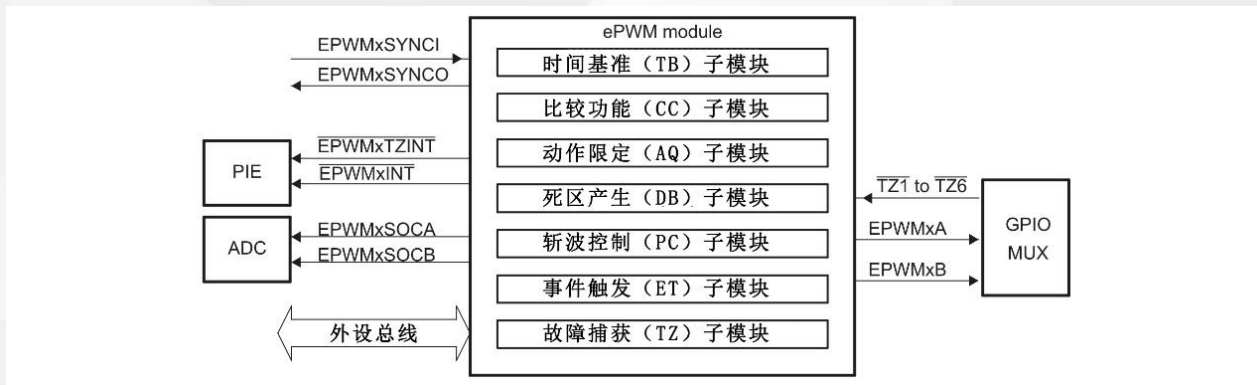 ePWM module
EPWMxSYNCI
EPWMxSYNCO
时间基准（TB）子模块
比较功能（CC）子模块
EPWMxTZINT
EPWMxINT
PIE
动作限定（AQ）子模块
死区产生（DB）子模块
TZ1 to TZ6
EPWMxSOCA
EPWMxSOCB
ADC
斩波控制（PC）子模块
EPWMxA
EPWMxB
GPIO
MUX
事件触发（ET）子模块
外设总线
故障捕获（TZ）子模块